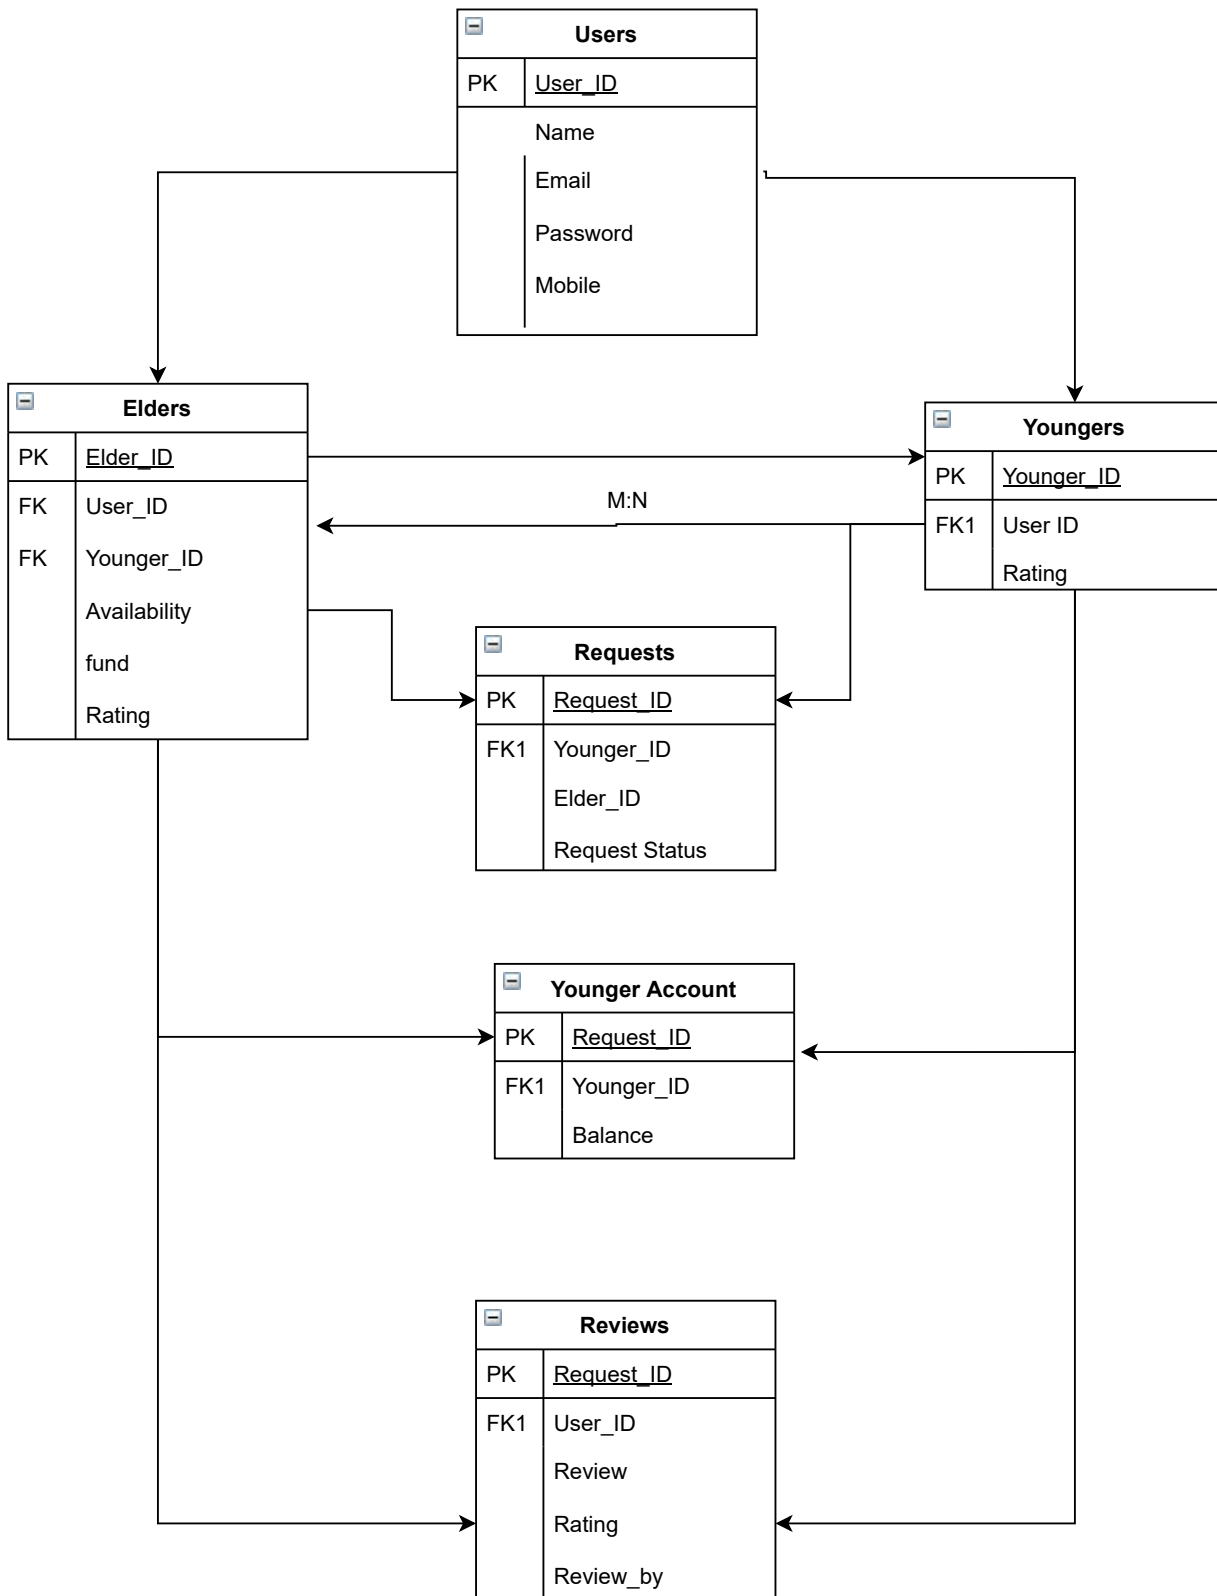 Users
PK User_ID
Name
Email
Password
Mobile
Elders
PK Elder_ID
FK User_ID
FK Younger_ID
Availability
fund
Rating
M:N
Youngers
PK Younger_ID
FK1 User ID
Rating
Requests
PK Request_ID
FK1 Younger_ID
Elder_ID
Request Status
Younger Account
PK Request_ID
FK1 Younger_ID
Balance
Reviews
PK Request_ID
FK1 User_ID
Review
Rating
Review_by